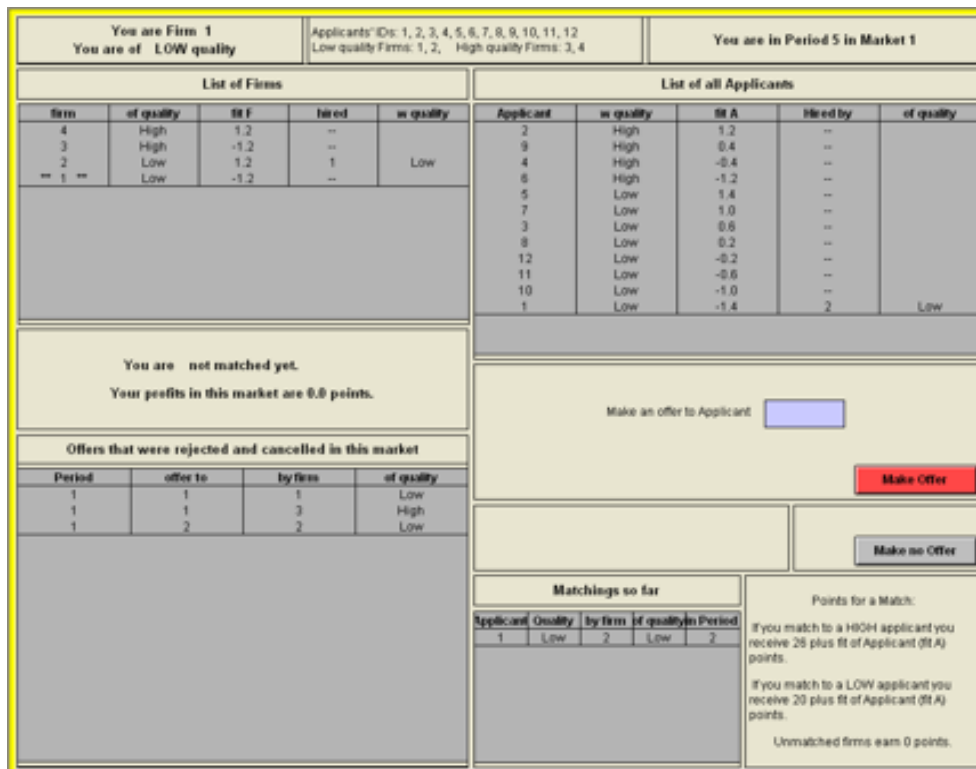 You are Firm 1
You are of LOW quality
Applicants' IDs: 1, 2, 3, 4, 5, 6, 7, 8, 9, 10, 11, 12
Low quality Firms: 1, 2, High quality Firms: 3, 4
You are in Period 5 in Market 1
List of Firms
firm of quality fit F hired w quality
4 High 1.2 --
3 High -1.2 --
2 Low 1.2 1 Low
** 1 ** Low -1.2 --
List of all Applicants
Applicant w quality fit A Hired by of quality
2 High 1.2 --
9 High 0.4 --
4 High -0.4 --
6 High -1.2 --
5 Low 1.4 --
7 Low 1.0 --
3 Low 0.6 --
8 Low 0.2 --
12 Low -0.2 --
11 Low -0.6 --
10 Low -1.0 --
1 Low -1.4 2 Low
You are not matched yet.
Your profits in this market are 0.0 points.
Make an offer to Applicant
Make Offer
Make no Offer
Offers that were rejected and cancelled in this market
Period offer to by firm of quality
1 1 1 Low
1 1 3 High
1 2 2 Low
Matchings so far
Applicant Quality by firm of quality in Period
1 Low 2 Low 2
Points for a Match:
If you match to a HIGH applicant you
receive 26 plus fit of Applicant (fit A)
points.
If you match to a LOW applicant you
receive 20 plus fit of Applicant (fit A)
points.
Unmatched firms earn 0 points.